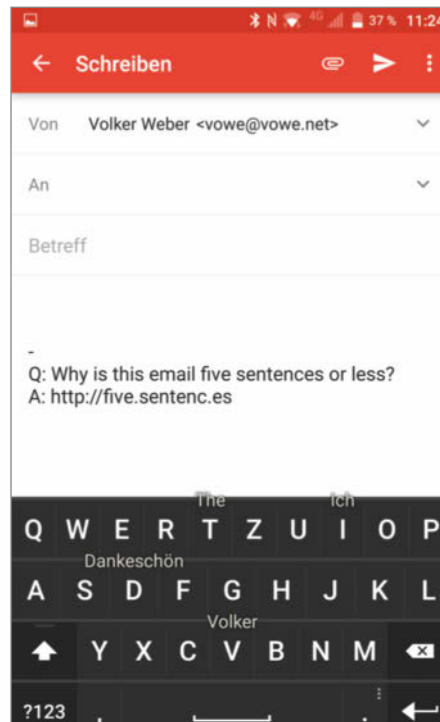 4G 37 % 11:24
Schreiben
Von Volker Weber <vowe@vowe.net>
An
Betreff
-
Q: Why is this email five sentences or less?
A: http://five.sentenc.es
The Ich
Q W E R T Z U I O P
Dankeschön
A S D F G H J K L
Volker
Y X C V B N M
?123 , .